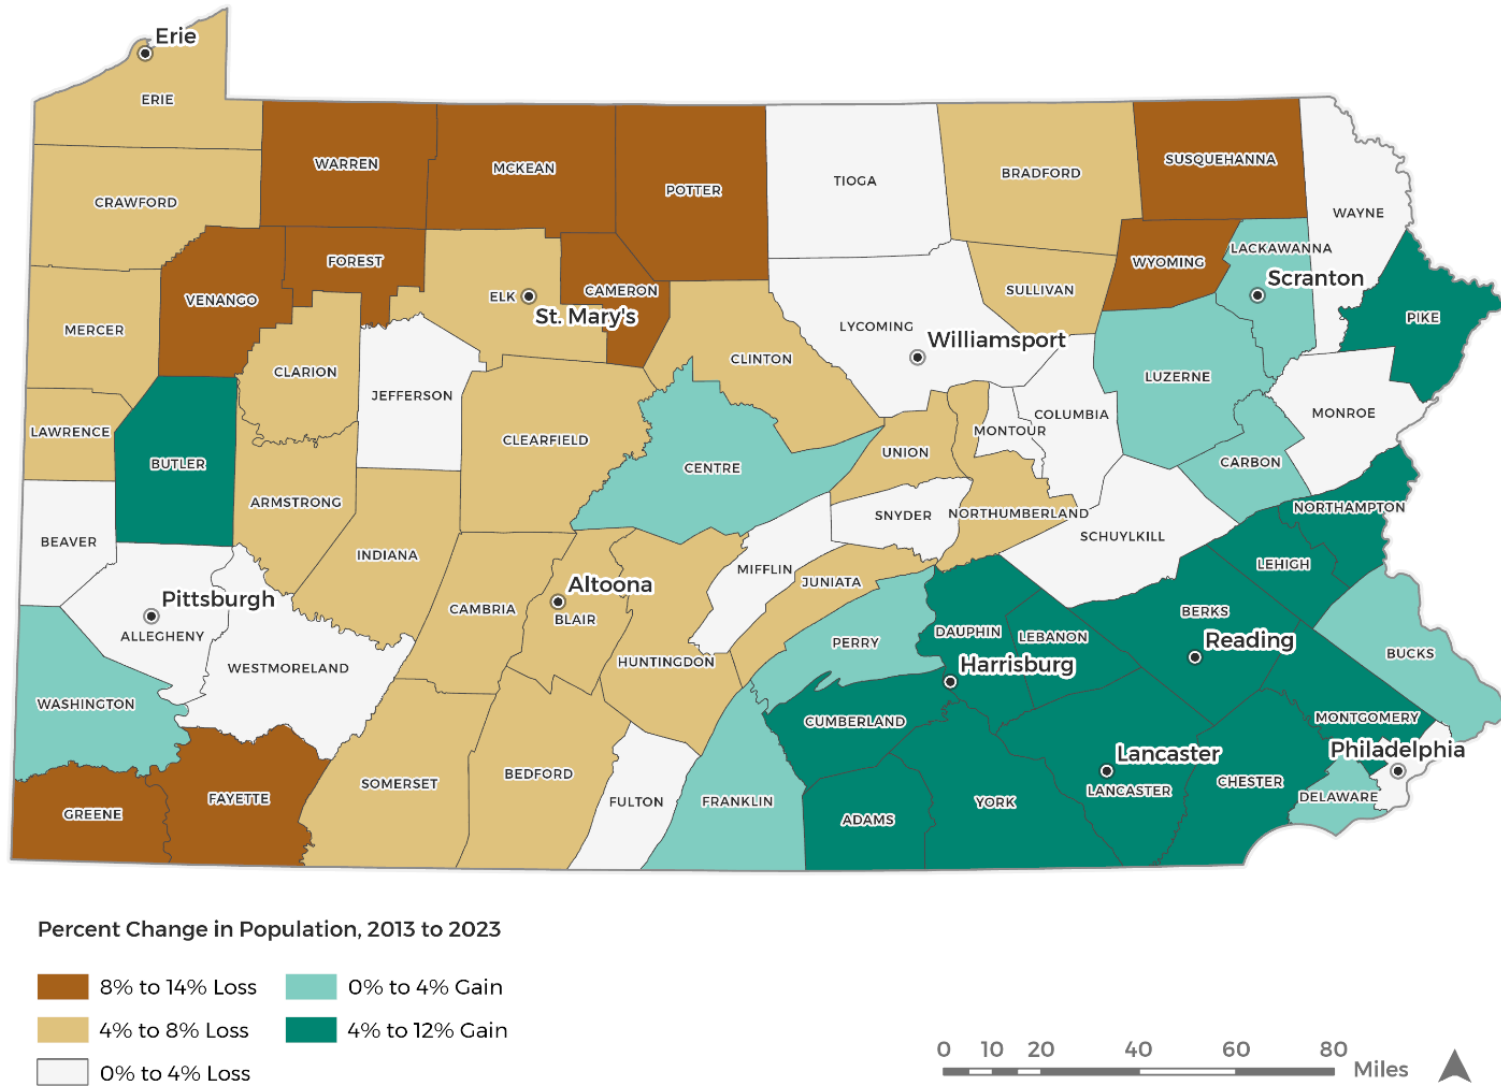 Erie
ERIE
WARREN
MCKEAN
POTTER
TIOGA
BRADFORD
SUSQUEHANNA
CRAWFORD
WAYNE
FOREST
WYOMING
LACKAWANNA
VENANGO
ELK
CAMERON
SULLIVAN
Scranton
MERCER
St. Mary's
LYCOMING
Williamsport
PIKE
CLARION
CLINTON
LUZERNE
JEFFERSON
COLUMBIA
MONROE
LAWRENCE
MONTOUR
BUTLER
CLEARFIELD
CENTRE
UNION
CARBON
ARMSTRONG
SNYDER
NORTHUMBERLAND
NORTHAMPTON
BEAVER
INDIANA
MIFFLIN
SCHUYLKILL
LEHIGH
Pittsburgh
ALLEGHENY
CAMBRIA
Altoona
BLAIR
JUNIATA
BERKS
Reading
WESTMORELAND
HUNTINGDON
PERRY
DAUPHIN
LEBANON
Harrisburg
BUCKS
WASHINGTON
CUMBERLAND
MONTGOMERY
Philadelphia
GREENE
FAYETTE
SOMERSET
BEDFORD
FULTON
FRANKLIN
ADAMS
YORK
Lancaster
LANCASTER
CHESTER
DELAWARE
Percent Change in Population, 2013 to 2023
8% to 14% Loss
4% to 8% Loss
0% to 4% Loss
0% to 4% Gain
4% to 12% Gain
0 10 20 40 60 80 Miles